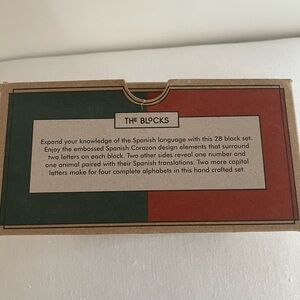 THE BLOCKS
Expand your knowledge of the Spanish language with this 28 block set.
Enjoy the embossed Spanish Corazon design elements that surround
two letters on each block. Two other sides reveal one number and
one animal paired with their Spanish translations. Two more capital
letters make for four complete alphabets in this hand crafted set.